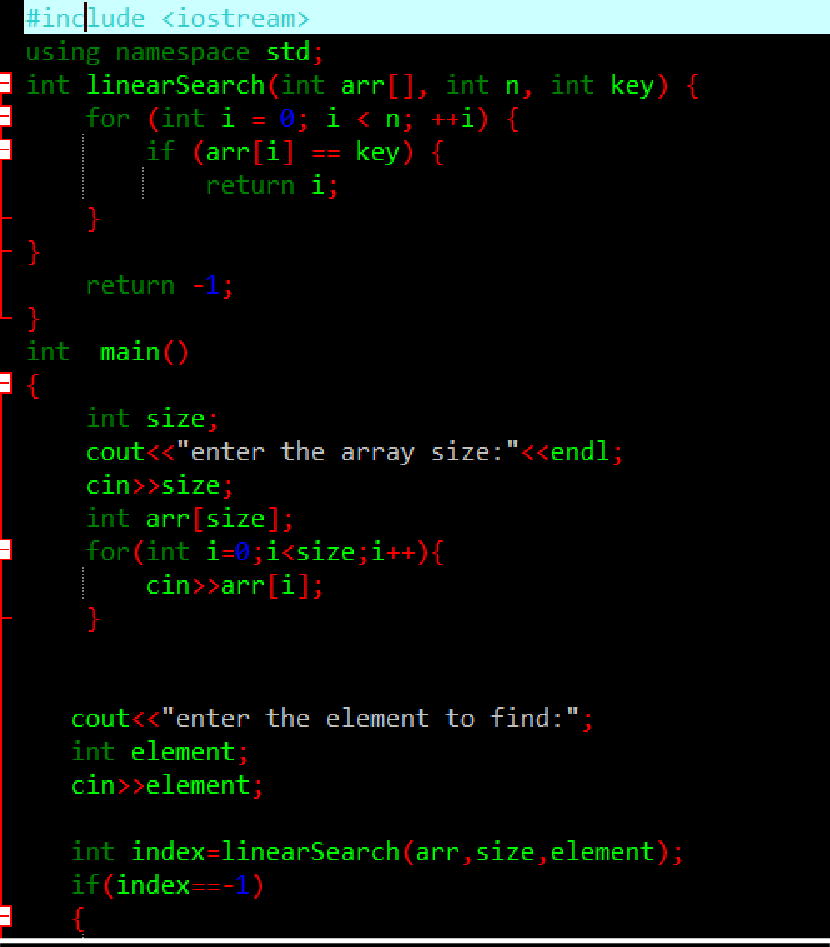 #include <iostream>
using namespace std;
int linearSearch(int arr[], int n, int key) {
    for (int i = 0; i < n; ++i) {
        if (arr[i] == key) {
            return i;
    }
}
    return -1;
}
int  main()
{
    int size;
    cout<<"enter the array size:"<<endl;
    cin>>size;
    int arr[size];
    for(int i=0;i<size;i++){
        cin>>arr[i];
    }
   cout<<"enter the element to find:";
   int element;
   cin>>element;
   int index=linearSearch(arr,size,element);
   if(index==-1)
   {